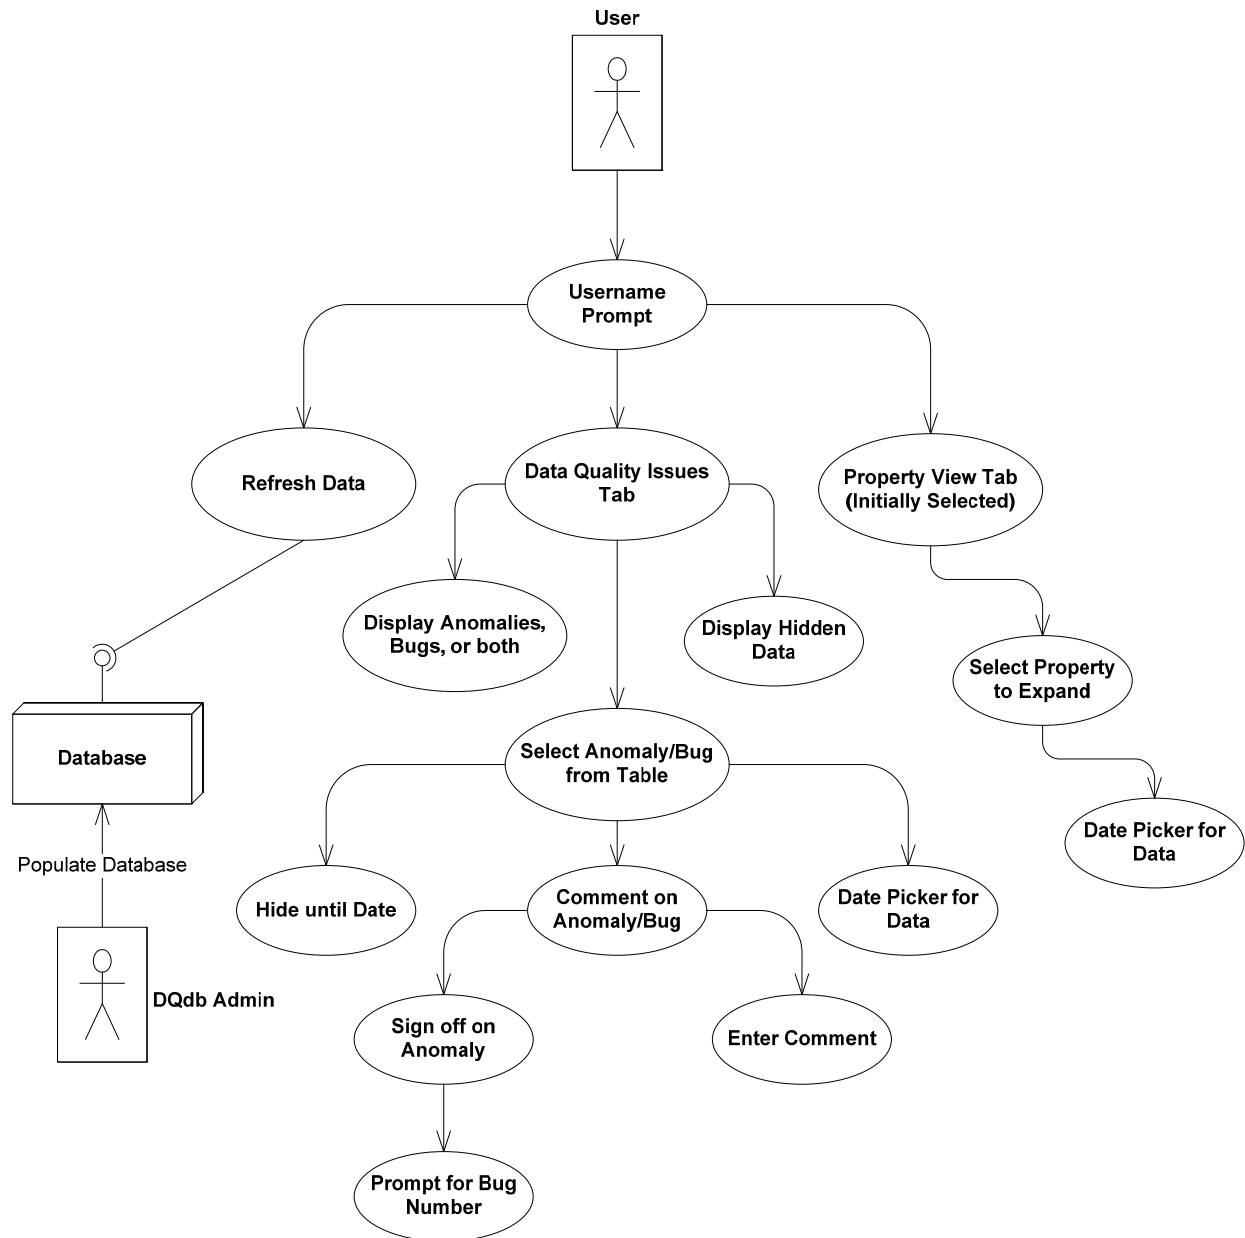 User
Username
Prompt
Refresh Data
Data Quality Issues
Tab
Property View Tab
(Initially Selected)
Display Anomalies,
Bugs, or both
Display Hidden
Data
Select Property
to Expand
Database
Select Anomaly/Bug
from Table
Date Picker for
Data
Populate Database
Hide until Date
Comment on
Anomaly/Bug
Date Picker for
Data
DQdb Admin
Sign off on
Anomaly
Enter Comment
Prompt for Bug
Number